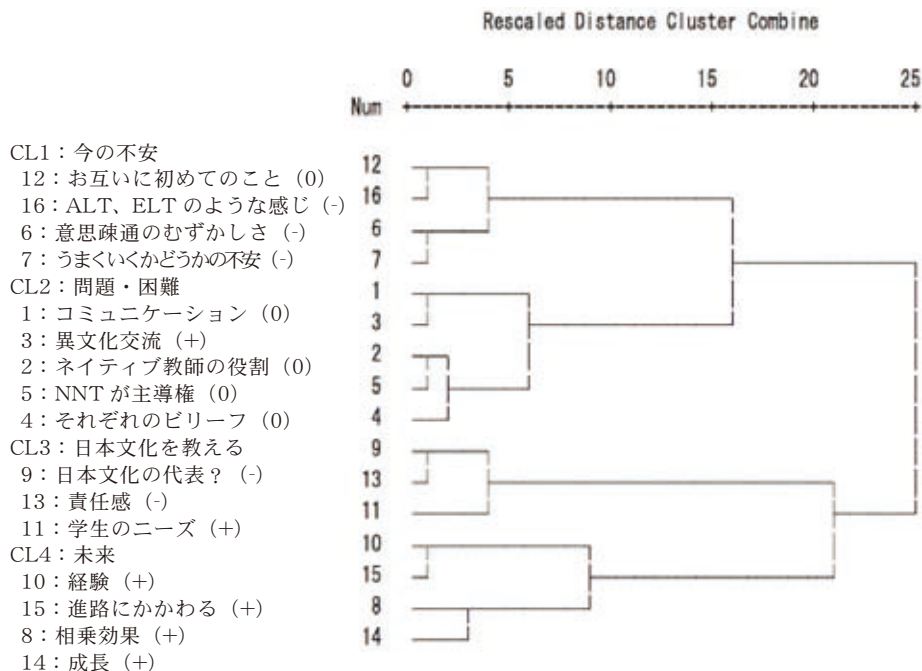 Rescaled Distance Cluster Combine
0 5 10 15 20 25
Num
CL1：今の不安
12：お互いに初めてのこと（0）
16：ALT、ELT のような感じ（-）
6：意思疎通のむずかしさ（-）
7：うまくいくかどうかの不安（-）
CL2：問題・困難
1：コミュニケーション（0）
3：異文化交流（+）
2：ネイティブ教師の役割（0）
5：NNT が主導権（0）
4：それぞれのビリーフ（0）
CL3：日本文化を教える
9：日本文化の代表？（-）
13：責任感（-）
11：学生のニーズ（+）
CL4：未来
10：経験（+）
15：進路にかかわる（+）
8：相乗効果（+）
14：成長（+）
12
16
6
7
1
3
2
5
4
9
13
11
10
15
8
14